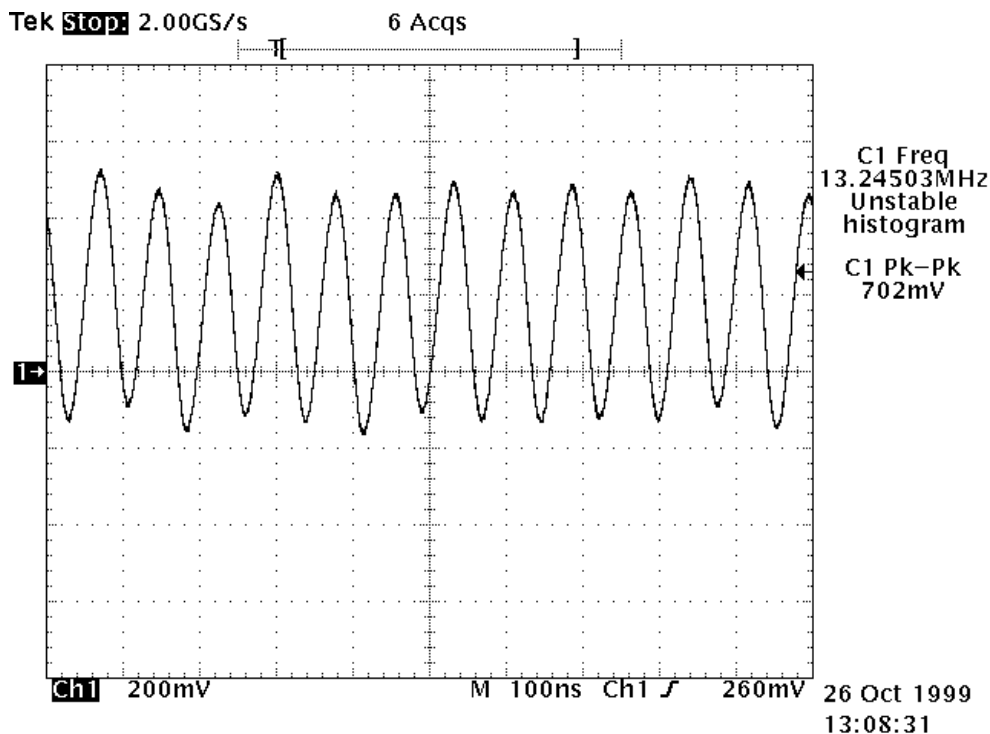 Tek Stop: 2.00GS/s 6 Acqs
T[ ]
C1 Freq
13.24503MHz
Unstable
histogram
C1 Pk-Pk
702mV
1→
Ch1 200mV M 100ns Ch1 ƒ 260mV
26 Oct 1999
13:08:31